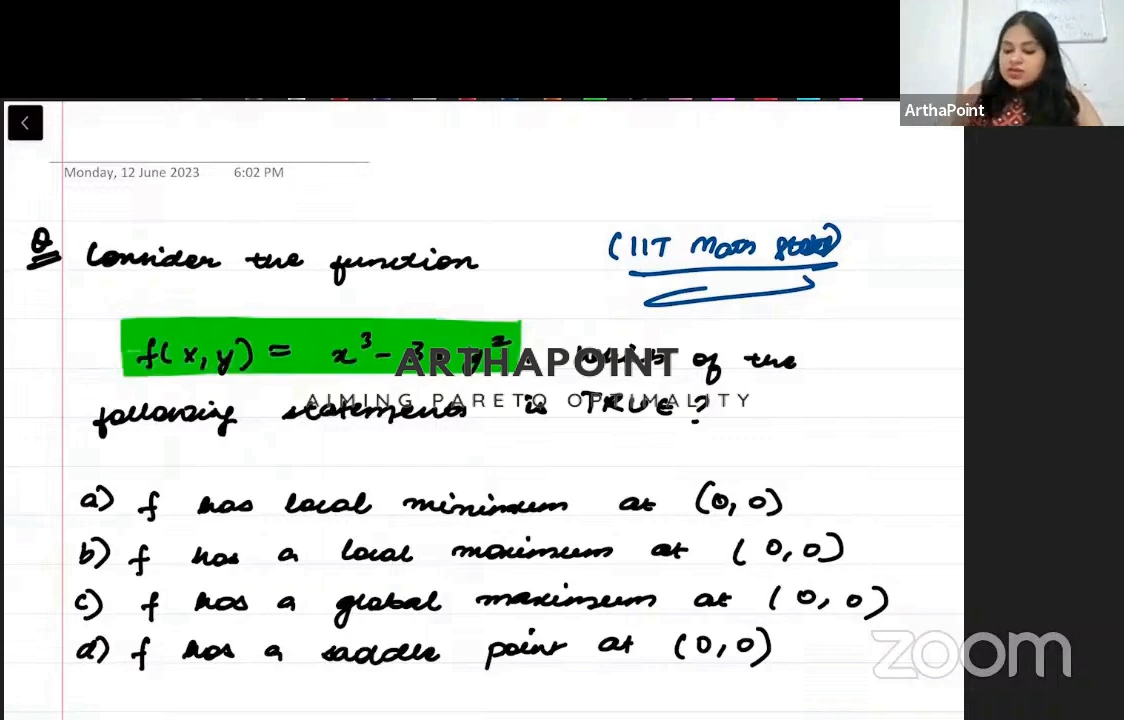 ArthaPoint
Monday, 12 June 2023 6:02 PM
Q Consider the function (IIT Mam
f(x, y) = x³ - 3 y² of the
ARTHAPOINT
following statements is TRUE?
AIMING PARETO OPTIMALITY
a) f has local minimum at (0, 0)
b) f has a local maximum at (0, 0)
c) f has a global maximum at (0, 0)
d) f has a saddle point at (0, 0)
zoom